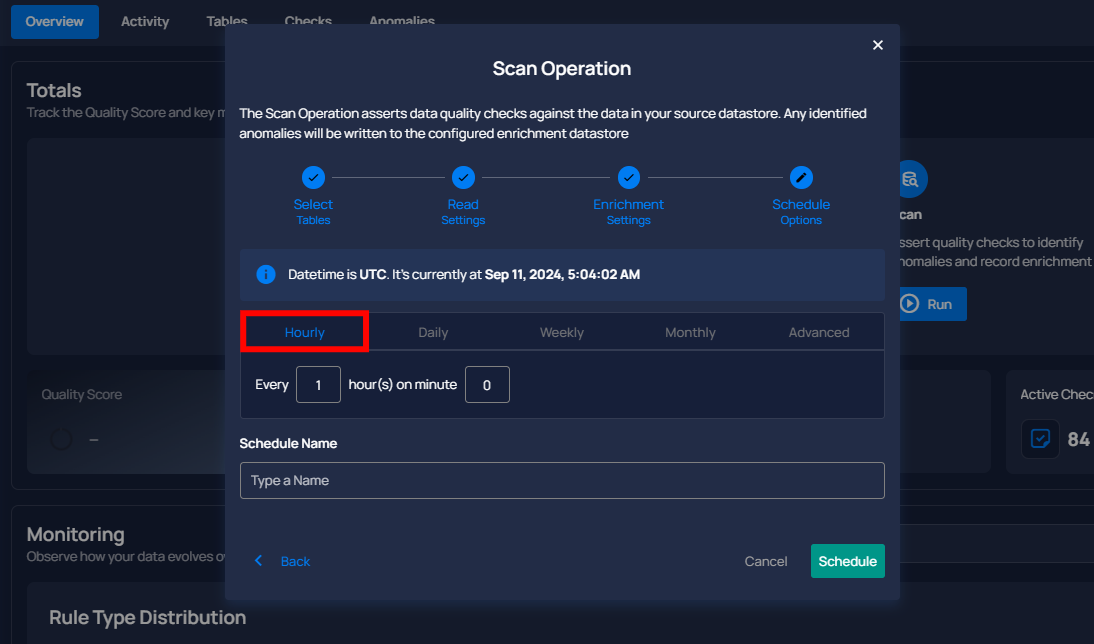 Overview Activity Tables Checks Anomalies
Scan Operation
The Scan Operation asserts data quality checks against the data in your source datastore. Any identified
anomalies will be written to the configured enrichment datastore
Select
Tables
Read
Settings
Enrichment
Settings
Schedule
Options
Datetime is UTC. It's currently at Sep 11, 2024, 5:04:02 AM
Hourly Daily Weekly Monthly Advanced
Every 1 hour(s) on minute 0
Schedule Name
Type a Name
Back Cancel Schedule
Totals
Track the Quality Score and key m
can
ssert quality checks to identify
nomalies and record enrichment
Run
Quality Score
–
Active Chec
84
Monitoring
Observe how your data evolves ov
Rule Type Distribution